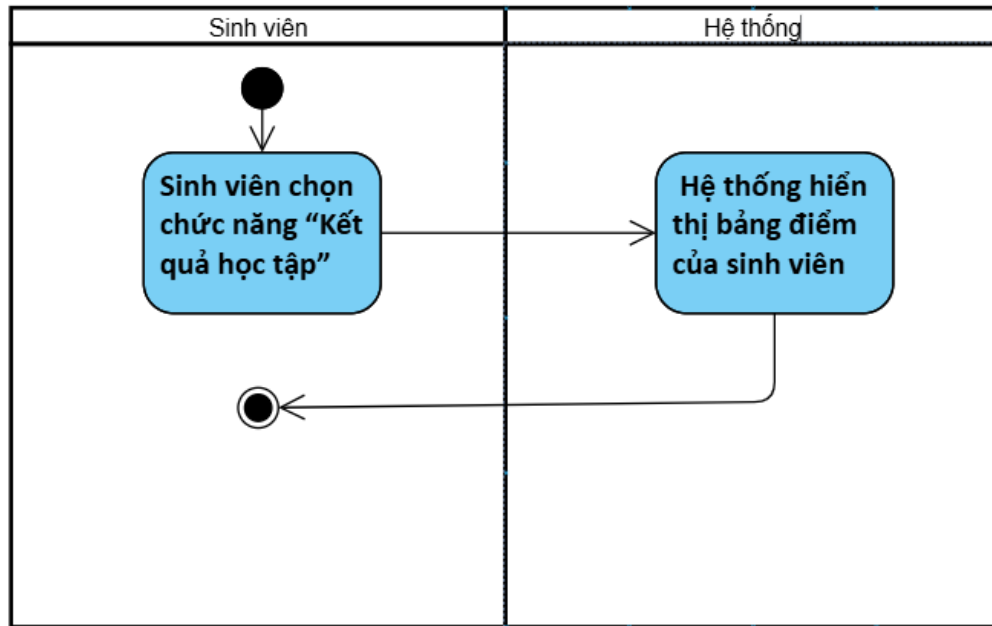 Sinh viên
Hệ thống
Sinh viên chọn
chức năng “Kết
quả học tập”
Hệ thống hiển
thị bảng điểm
của sinh viên